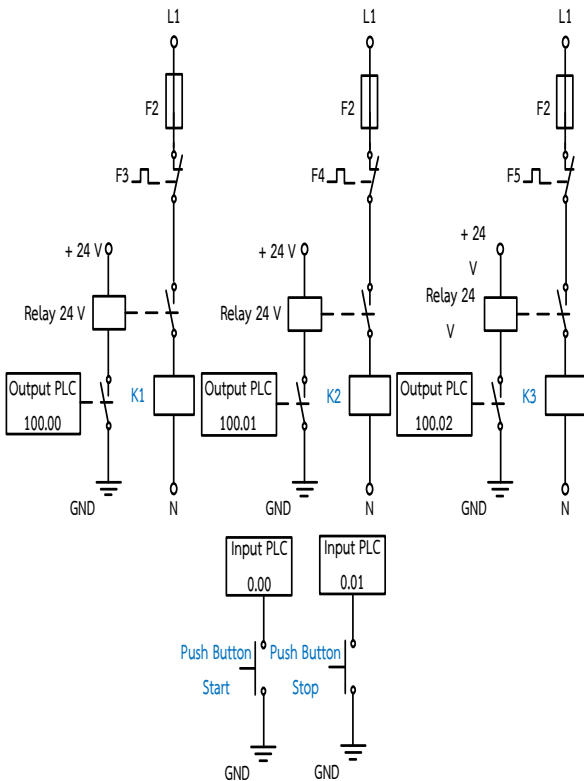 L1
L1
L1
F2
F2
F2
F3
F4
F5
+ 24 V
+ 24 V
+ 24
V
Relay 24 V
Relay 24 V
Relay 24
V
Output PLC
100.00
K1
Output PLC
100.01
K2
Output PLC
100.02
K3
GND
N
GND
N
GND
N
Input PLC
0.00
Input PLC
0.01
Push Button
Start
Push Button
Stop
GND
GND